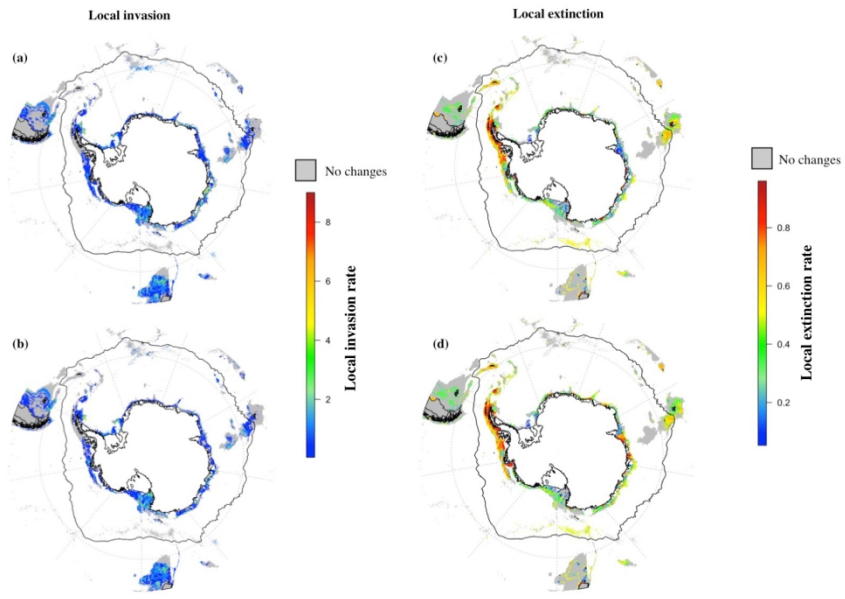 Local invasion
Local extinction
(a)
(c)
No changes
No changes
8
6
4
2
Local invasion rate
0.8
0.6
0.4
0.2
Local extinction rate
(b)
(d)